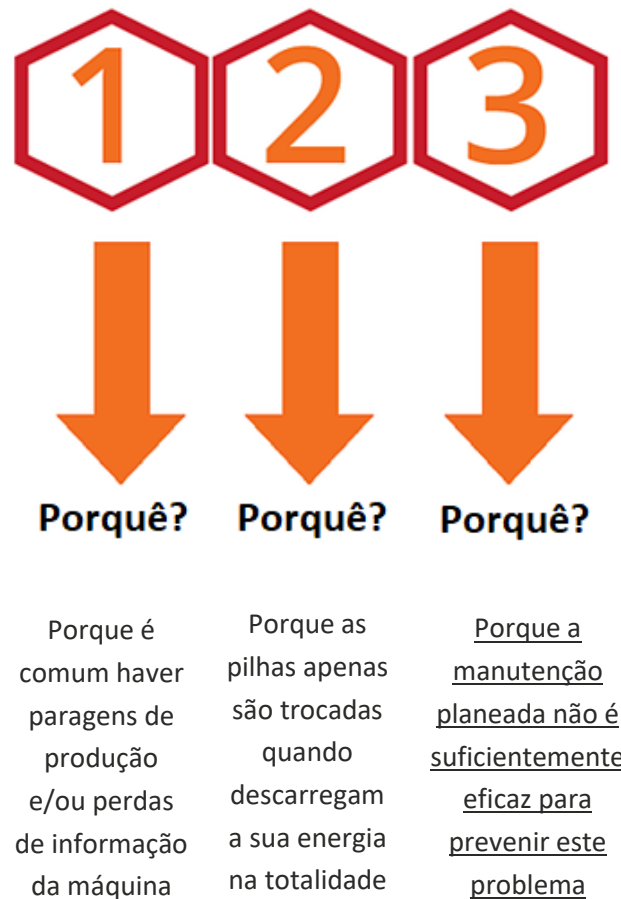 1 2 3
Porquê? Porquê? Porquê?
Porque é
comum haver
paragens de
produção
e/ou perdas
de informação
da máquina
Porque as
pilhas apenas
são trocadas
quando
descarregam
a sua energia
na totalidade
Porque a
manutenção
planeada não é
suficientemente
eficaz para
prevenir este
problema